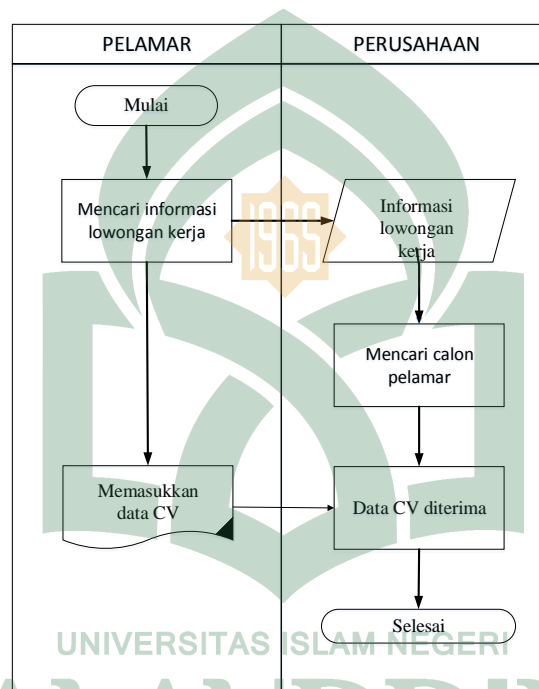 PELAMAR
PERUSAHAAN
Mulai
Mencari informasi
lowongan kerja
Informasi
lowongan
kerja
1965
Mencari calon
pelamar
Memasukkan
data CV
Data CV diterima
Selesai
UNIVERSITAS ISLAM NEGERI